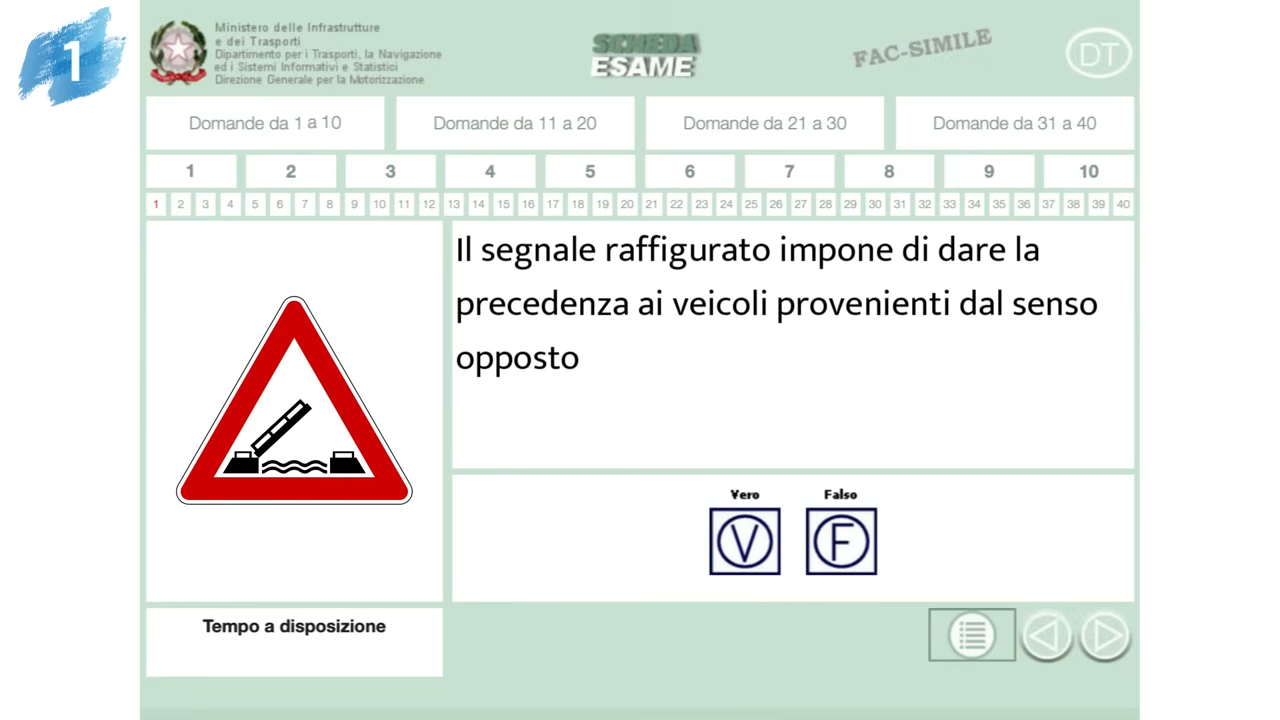 1
Ministero delle Infrastrutture
e dei Trasporti
Dipartimento per i Trasporti, la Navigazione
ed i Sistemi Informativi e Statistici
Direzione Generale per la Motorizzazione
SCHEDA
ESAME
FAC-SIMILE
DT
Domande da 1 a 10
Domande da 11 a 20
Domande da 21 a 30
Domande da 31 a 40
1 2 3 4 5 6 7 8 9 10
1 2 3 4 5 6 7 8 9 10 11 12 13 14 15 16 17 18 19 20 21 22 23 24 25 26 27 28 29 30 31 32 33 34 35 36 37 38 39 40
Il segnale raffigurato impone di dare la
precedenza ai veicoli provenienti dal senso
opposto
Vero Falso
V F
Tempo a disposizione